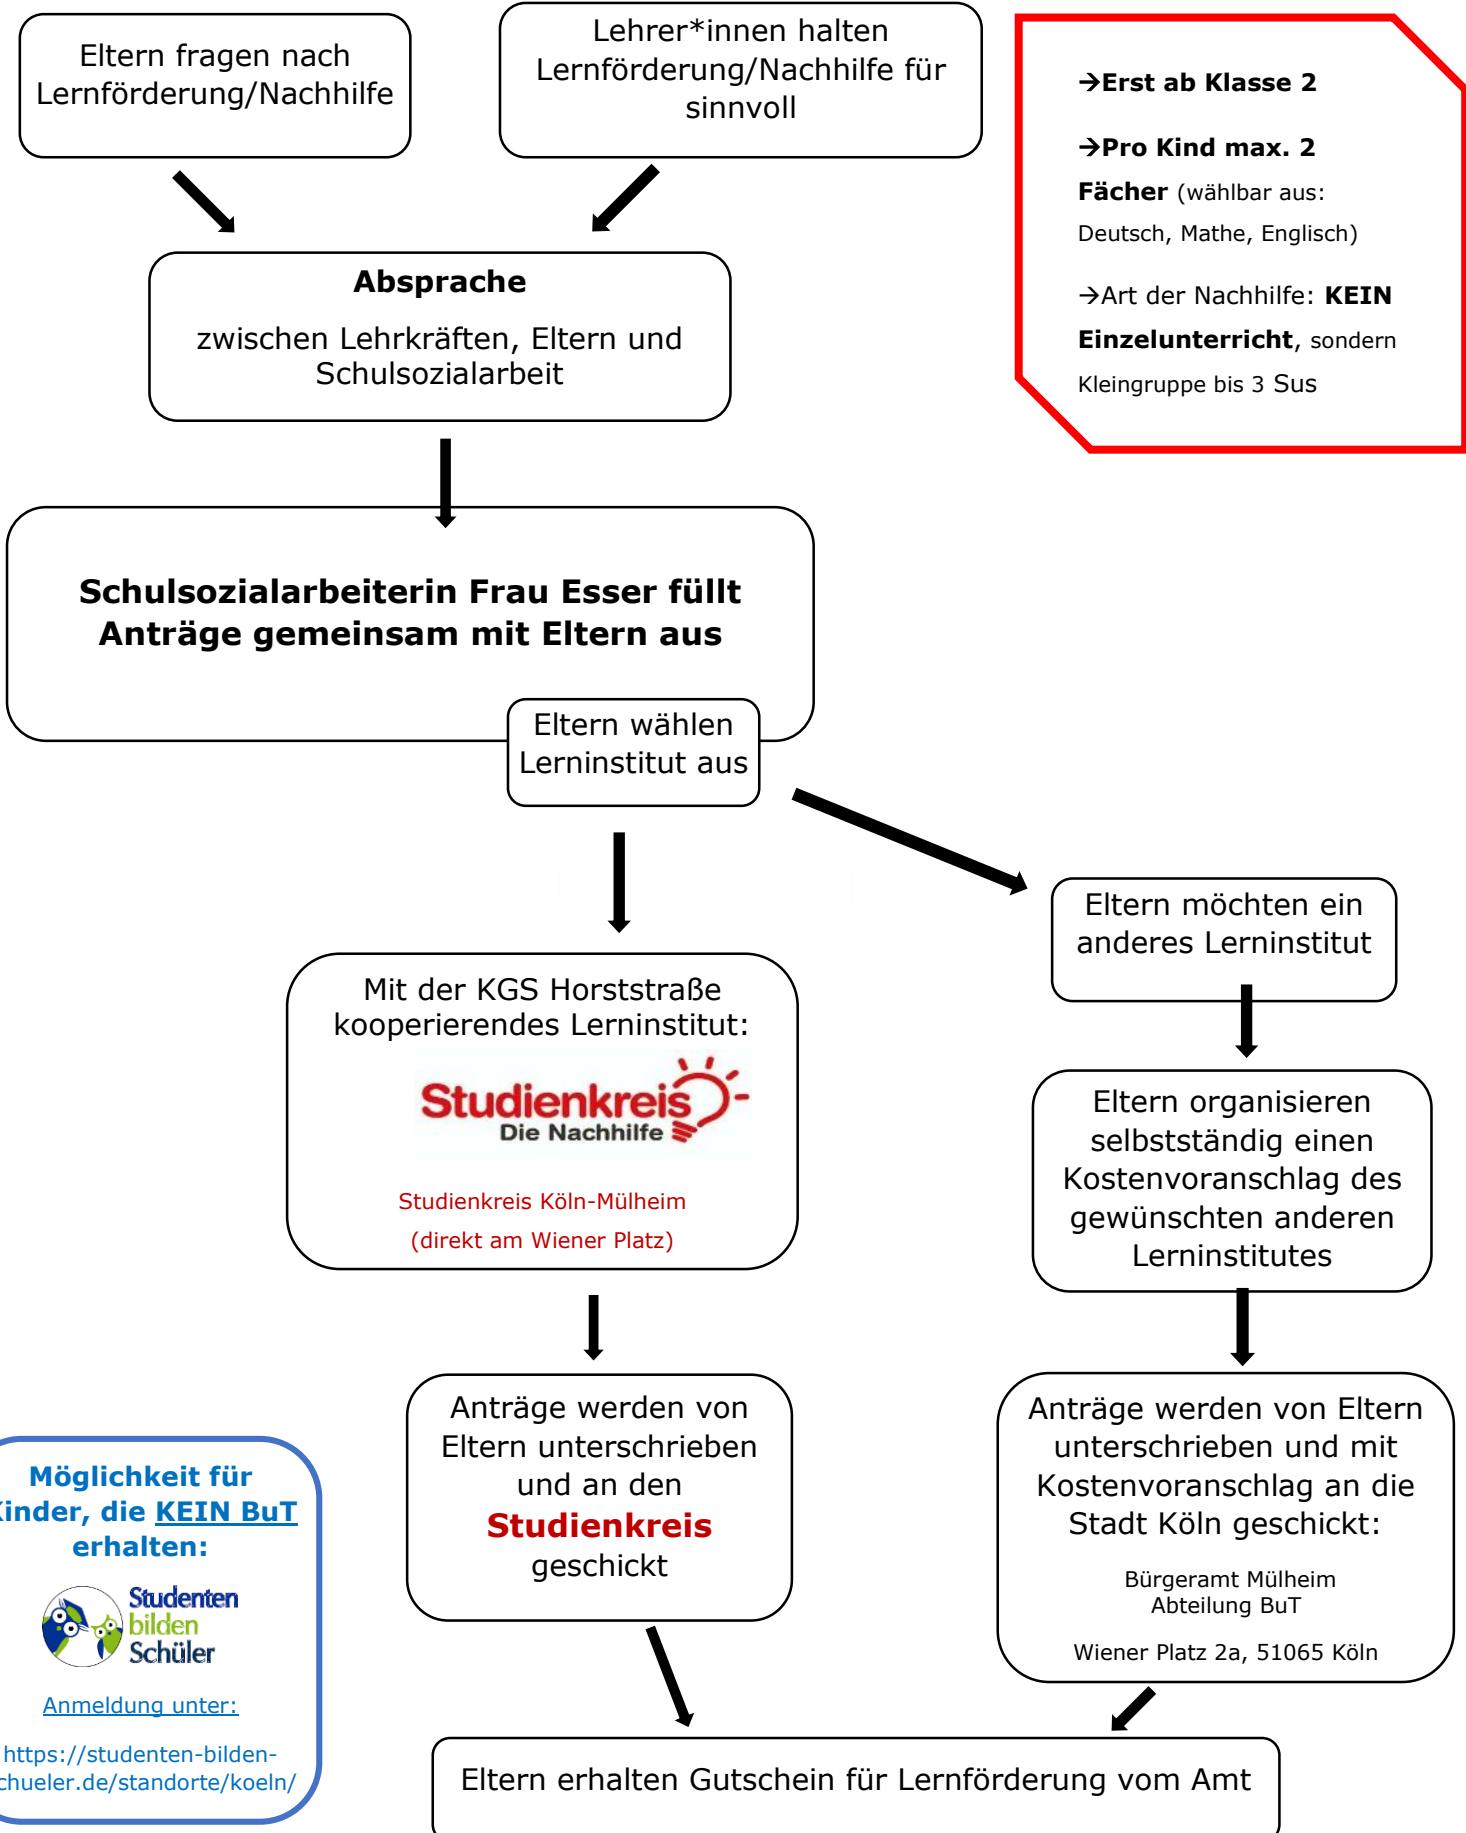 Eltern fragen nach
Lernförderung/Nachhilfe
Lehrer*innen halten
Lernförderung/Nachhilfe für
sinnvoll
→Erst ab Klasse 2
→Pro Kind max. 2
Fächer (wählbar aus:
Deutsch, Mathe, Englisch)
→Art der Nachhilfe: KEIN
Einzelunterricht, sondern
Kleingruppe bis 3 Sus
Absprache
zwischen Lehrkräften, Eltern und
Schulsozialarbeit
Schulsozialarbeiterin Frau Esser füllt
Anträge gemeinsam mit Eltern aus
Eltern wählen
Lerninstitut aus
Mit der KGS Horststraße
kooperierendes Lerninstitut:
Studienkreis
Die Nachhilfe
Studienkreis Köln-Mülheim
(direkt am Wiener Platz)
Eltern möchten ein
anderes Lerninstitut
Eltern organisieren
selbstständig einen
Kostenvoranschlag des
gewünschten anderen
Lerninstitutes
Anträge werden von
Eltern unterschrieben
und an den
Studienkreis
geschickt
Anträge werden von Eltern
unterschrieben und mit
Kostenvoranschlag an die
Stadt Köln geschickt:
Bürgeramt Mülheim
Abteilung BuT
Wiener Platz 2a, 51065 Köln
Möglichkeit für
Kinder, die KEIN BuT
erhalten:
Studenten
bilden
Schüler
Anmeldung unter:
https://studenten-bilden-
chueler.de/standorte/koeln/
Eltern erhalten Gutschein für Lernförderung vom Amt